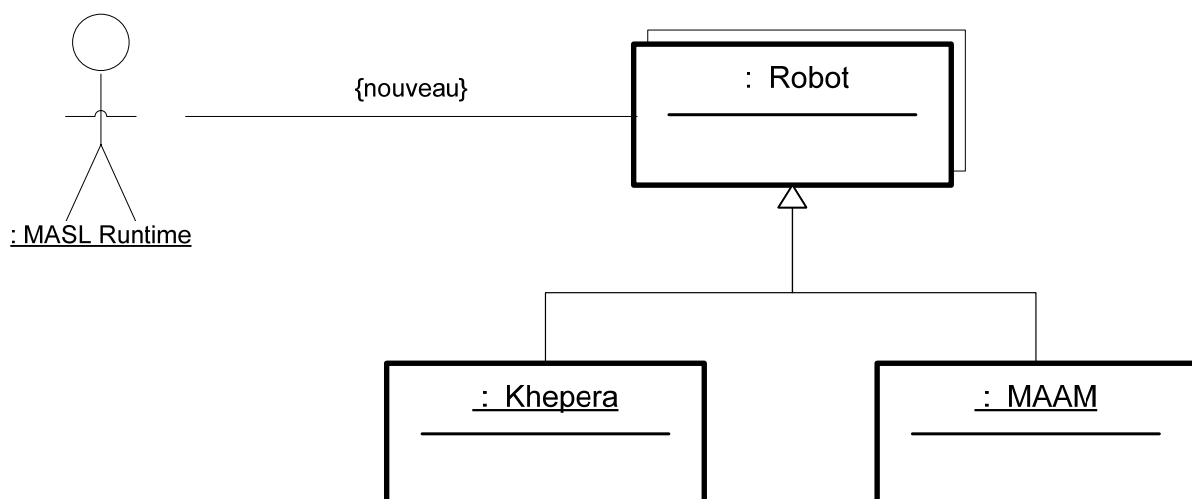 : Robot
{nouveau}
: MASL Runtime
: Khepera
: MAAM